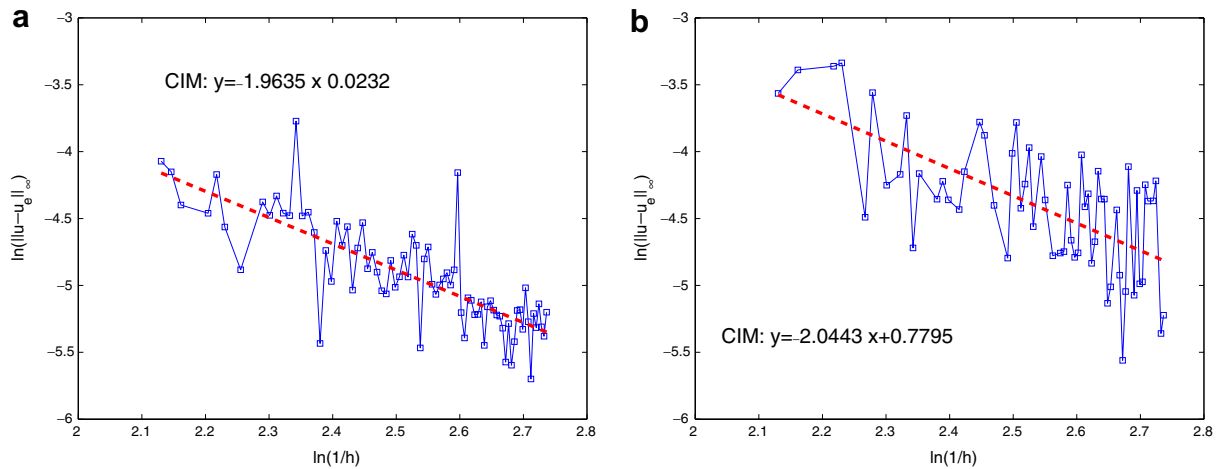 a
−3
−3.5
−4
−4.5
−5
−5.5
−6
ln(||u−u_e||_∞)
CIM: y=−1.9635 x 0.0232
2 2.1 2.2 2.3 2.4 2.5 2.6 2.7 2.8
ln(1/h)
b
−3
−3.5
−4
−4.5
−5
−5.5
−6
ln(||u−u_e||_∞)
CIM: y=−2.0443 x+0.7795
2 2.1 2.2 2.3 2.4 2.5 2.6 2.7 2.8
ln(1/h)